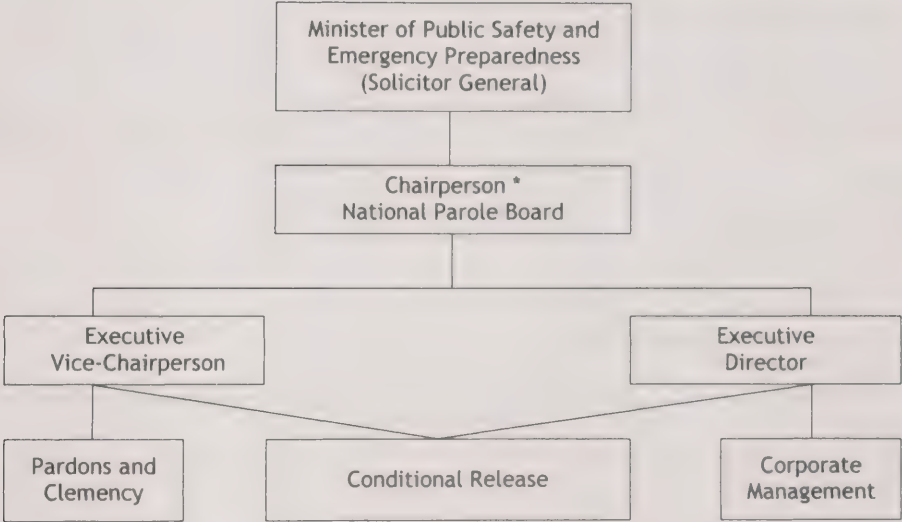 Minister of Public Safety and
Emergency Preparedness
(Solicitor General)
Chairperson *
National Parole Board
Executive
Vice-Chairperson
Executive
Director
Pardons and
Clemency
Conditional Release
Corporate
Management